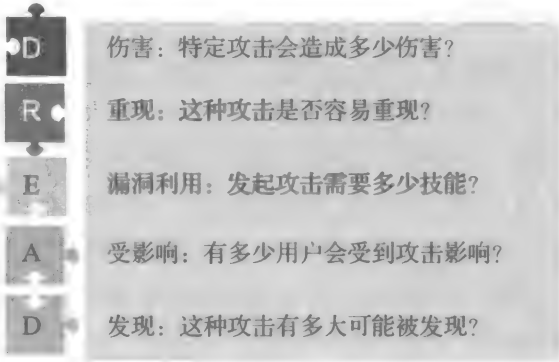 D 伤害：特定攻击会造成多少伤害？
R 重现：这种攻击是否容易重现？
E 漏洞利用：发起攻击需要多少技能？
A 受影响：有多少用户会受到攻击影响？
D 发现：这种攻击有多大可能被发现？